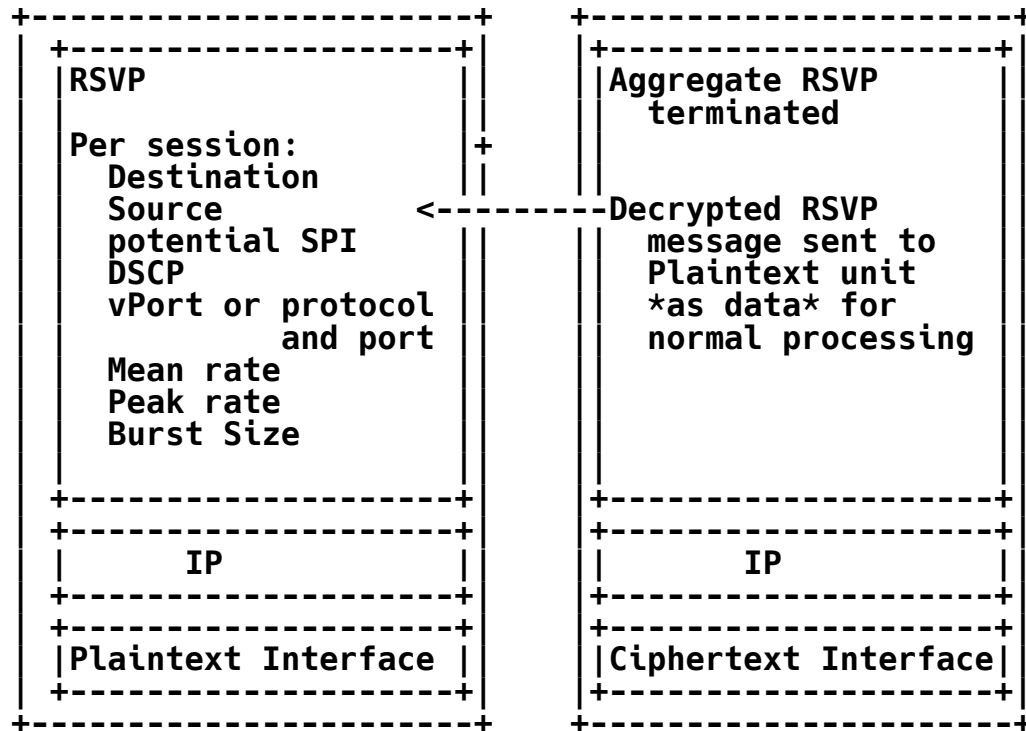 RSVP
Aggregate RSVP
terminated
Per session:
Destination
Source <---------Decrypted RSVP
potential SPI
message sent to
DSCP
Plaintext unit
vPort or protocol
*as data* for
and port
normal processing
Mean rate
Peak rate
Burst Size
IP
IP
Plaintext Interface
Ciphertext Interface